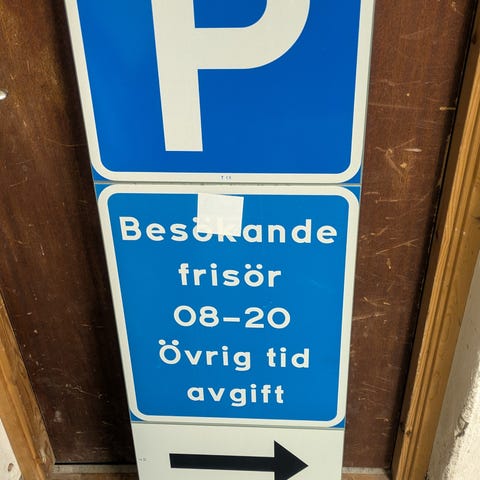 P
Besökande
frisör
08-20
Övrig tid
avgift